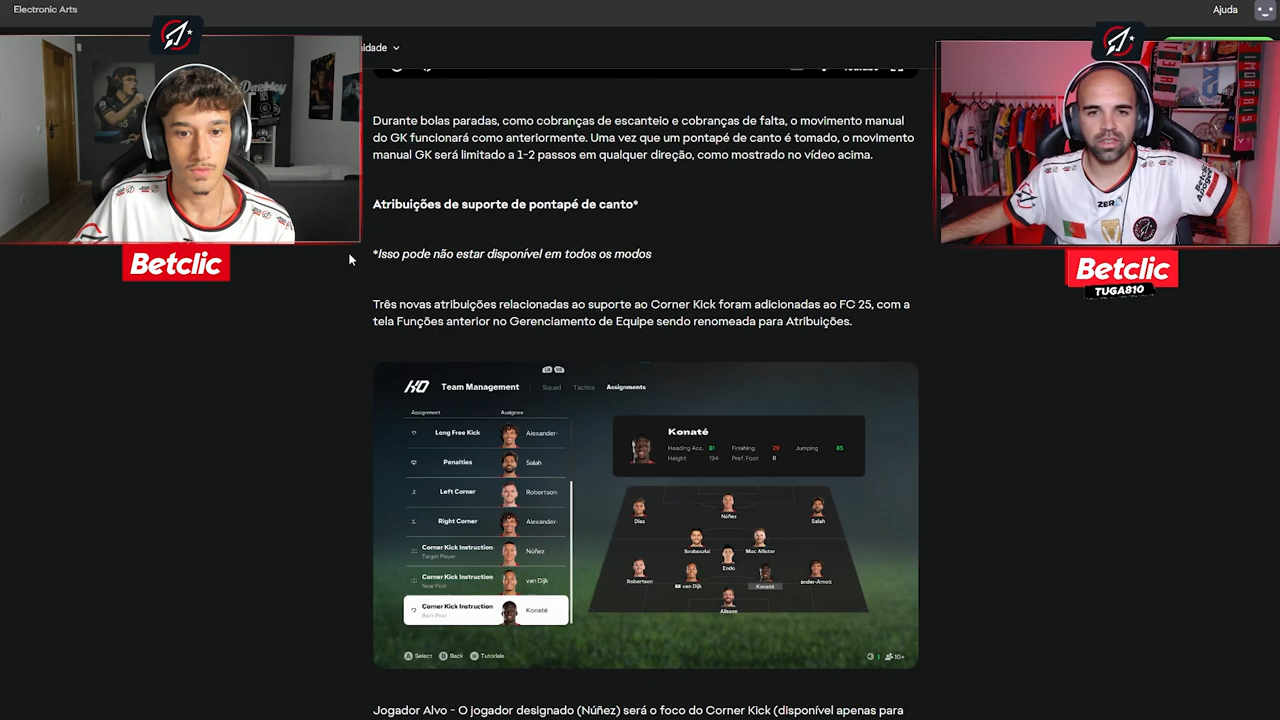 Electronic Arts
Ajuda
idade
Durante bolas paradas, como cobranças de escanteio e cobranças de falta, o movimento manual
do GK funcionará como anteriormente. Uma vez que um pontapé de canto é tomado, o movimento
manual GK será limitado a 1-2 passos em qualquer direção, como mostrado no vídeo acima.
Atribuições de suporte de pontapé de canto*
*Isso pode não estar disponível em todos os modos
Três novas atribuições relacionadas ao suporte ao Corner Kick foram adicionadas ao FC 25, com a
tela Funções anterior no Gerenciamento de Equipe sendo renomeada para Atribuições.
Betclic
Betclic
TUGA810
Team Management
Squad Tactics Assignments
Assignment Assignee
Long Free Kick Alexander-
Penalties Salah
Left Corner Robertson
Right Corner Alexander-
Corner Kick Instruction Núñez
Target Player
Corner Kick Instruction van Dijk
Near Post
Corner Kick Instruction Konaté
Back Post
Konaté
Heading Acc. 81 Finishing 28 Jumping 85
Height 194 Pref. Foot R
Díaz Núñez Salah
Szoboszlai Mac Allister
Endo
Robertson van Dijk Konaté ander-Arnolc
Alisson
Select Back Tutorials
1 10+
Jogador Alvo - O jogador designado (Núñez) será o foco do Corner Kick (disponível apenas para